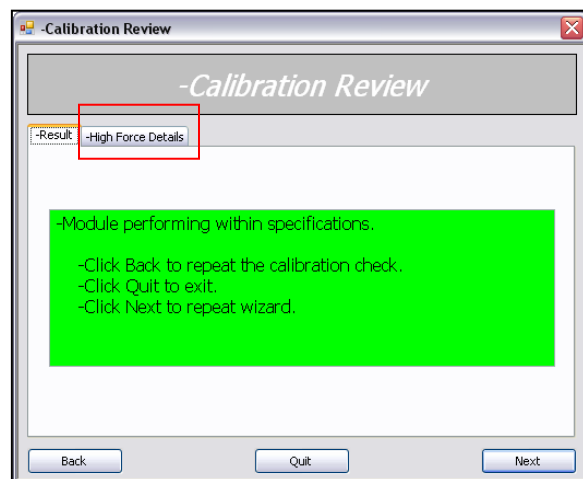 -Calibration Review
-Calibration Review
-Result -High Force Details
-Module performing within specifications.
-Click Back to repeat the calibration check.
-Click Quit to exit.
-Click Next to repeat wizard.
Back Quit Next